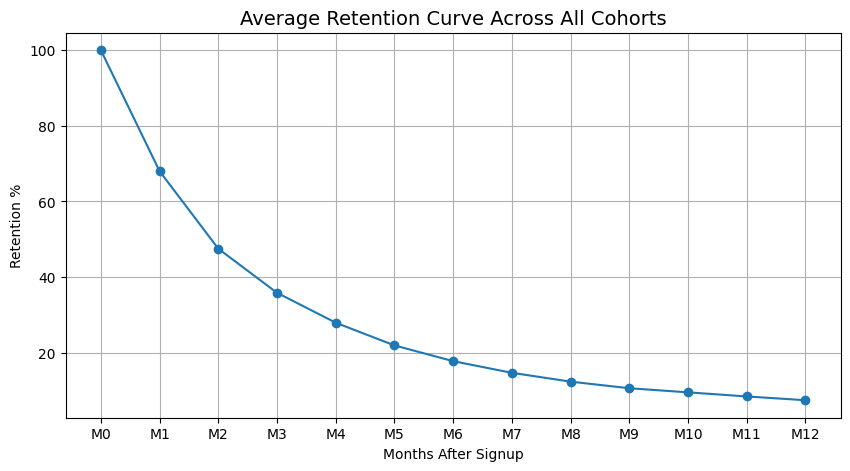 Average Retention Curve Across All Cohorts
100
80
60
40
20
Retention %
M0 M1 M2 M3 M4 M5 M6 M7 M8 M9 M10 M11 M12
Months After Signup